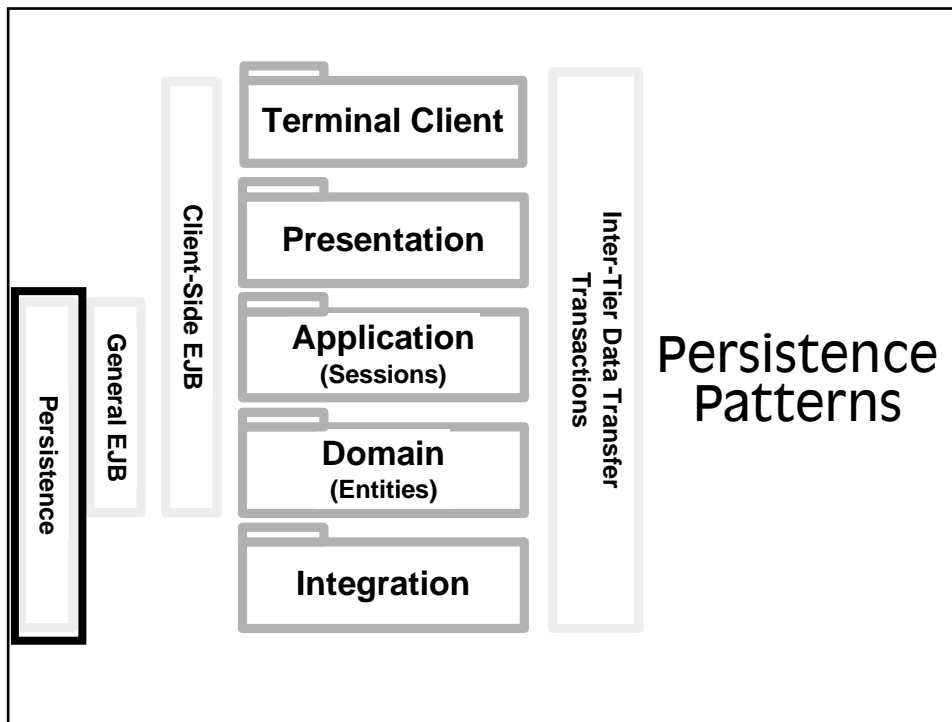 Terminal Client
Presentation
Application
(Sessions)
Domain
(Entities)
Integration
Persistence
General EJB
Client-Side EJB
Inter-Tier Data Transfer
Transactions
Persistence
Patterns